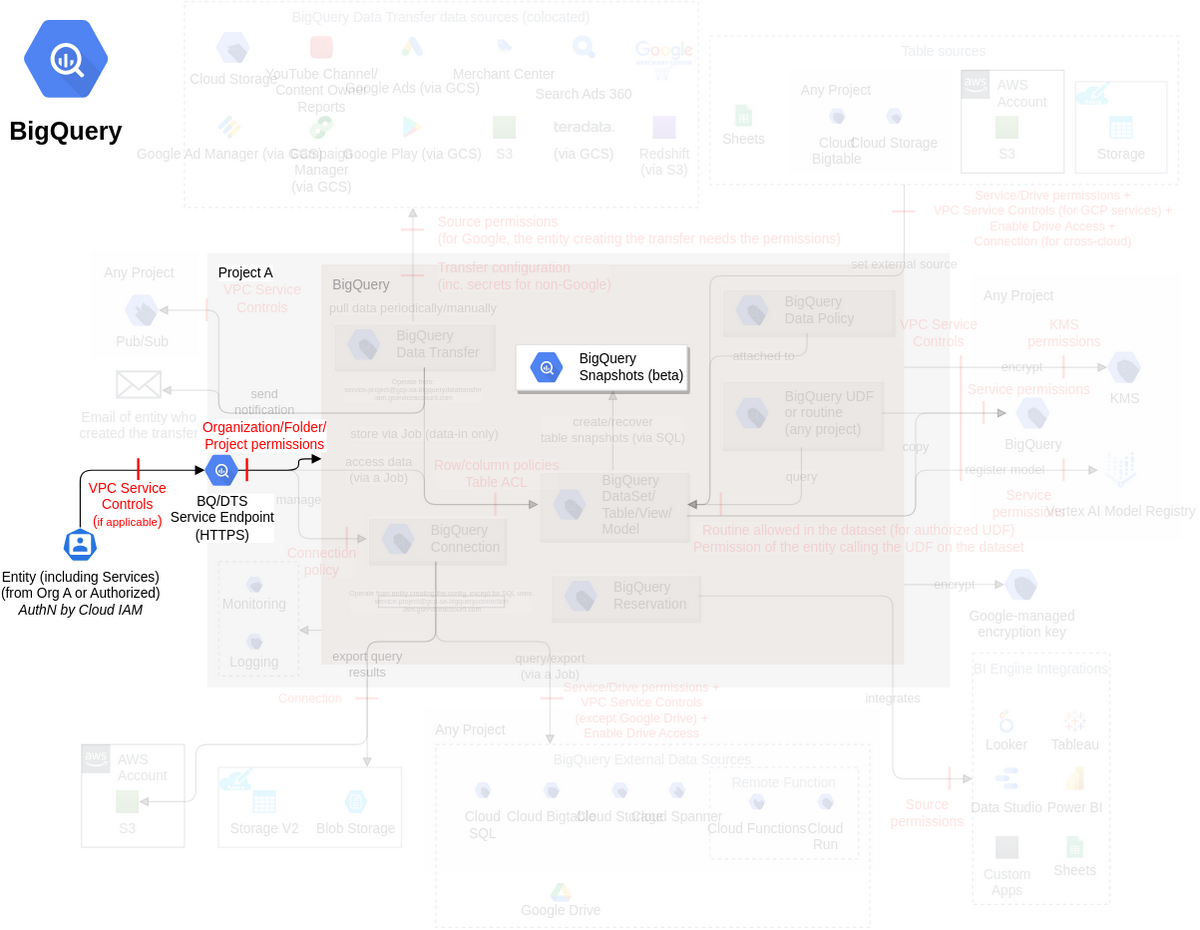 BigQuery
BigQuery Data Transfer data sources (colocated)
Cloud Storage
YouTube Channel/
Content Owner
Reports
Google Ads (via GCS)
Merchant Center
Search Ads 360
Google
Google Ad Manager (via GCS)
Campaign
Manager
(via GCS)
Google Play (via GCS)
S3
teradata.
(via GCS)
Redshift
(via S3)
Table sources
Sheets
Any Project
Cloud
Bigtable
Cloud Storage
aws
AWS
Account
S3
Storage
Source permissions
(for Google, the entity creating the transfer needs the permissions)
Transfer configuration
(inc. secrets for non-Google)
Service/Drive permissions +
VPC Service Controls (for GCP services) +
Enable Drive Access +
Connection (for cross-cloud)
set external source
Any Project
Pub/Sub
VPC Service
Controls
Email of entity who
created the transfer
send
notification
Project A
BigQuery
pull data periodically/manually
BigQuery
Data Transfer
store via Job (data-in only)
access data
(via a Job)
Row/column policies
Table ACL
BigQuery
Snapshots (beta)
create/recover
table snapshots (via SQL)
BigQuery
Data Policy
attached to
BigQuery UDF
or routine
(any project)
query
BigQuery
DataSet/
Table/View/
Model
Routine allowed in the dataset (for authorized UDF)
Permission of the entity calling the UDF on the dataset
Organization/Folder/
Project permissions
VPC Service
Controls
(if applicable)
BQ/DTS
Service Endpoint
(HTTPS)
Entity (including Services)
(from Org A or Authorized)
AuthN by Cloud IAM
manage
Connection
policy
BigQuery
Connection
BigQuery
Reservation
Monitoring
Logging
export query
results
query/export
(via a Job)
Any Project
VPC Service
Controls
KMS
permissions
encrypt
KMS
Service permissions
BigQuery
copy
register model
Service
permissions
Vertex AI Model Registry
encrypt
Google-managed
encryption key
integrates
Source
permissions
BI Engine Integrations
Looker
Tableau
Data Studio
Power BI
Custom
Apps
Sheets
Connection
Service/Drive permissions +
VPC Service Controls
(except Google Drive) +
Enable Drive Access
aws
AWS
Account
S3
Storage V2
Blob Storage
Any Project
BigQuery External Data Sources
Cloud
SQL
Cloud Bigtable
Cloud Storage
Cloud Spanner
Remote Function
Cloud Functions
Cloud
Run
Google Drive